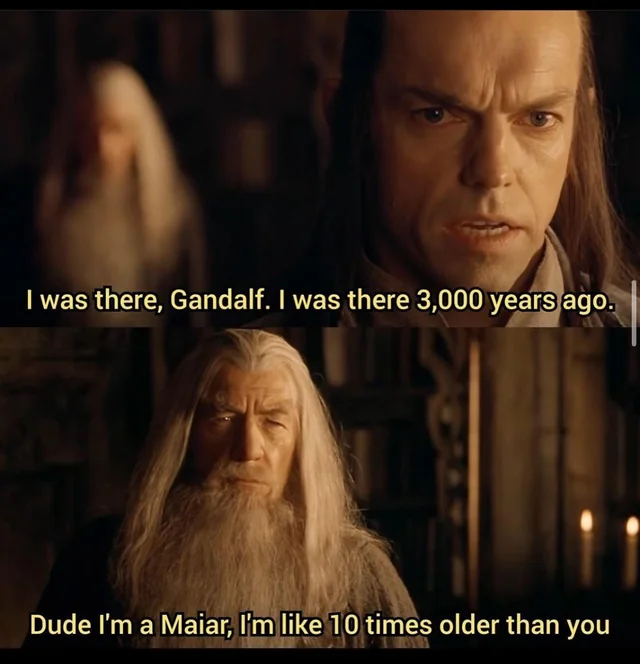 I was there, Gandalf. I was there 3,000 years ago.
Dude I'm a Maiar, I'm like 10 times older than you